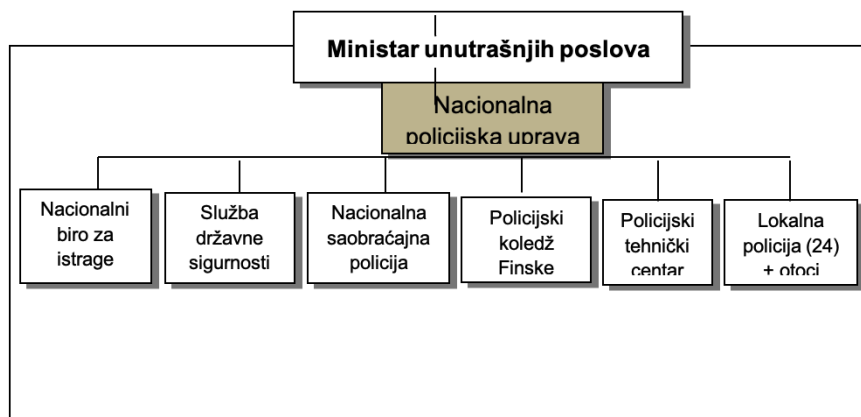 Ministar unutrašnjih poslova
Nacionalna
policijska uprava
Nacionalni
biro za
istrage
Služba
državne
sigurnosti
Nacionalna
saobraćajna
policija
Policijski
koledž
Finske
Policijski
tehnički
centar
Lokalna
policija (24)
+ otoci